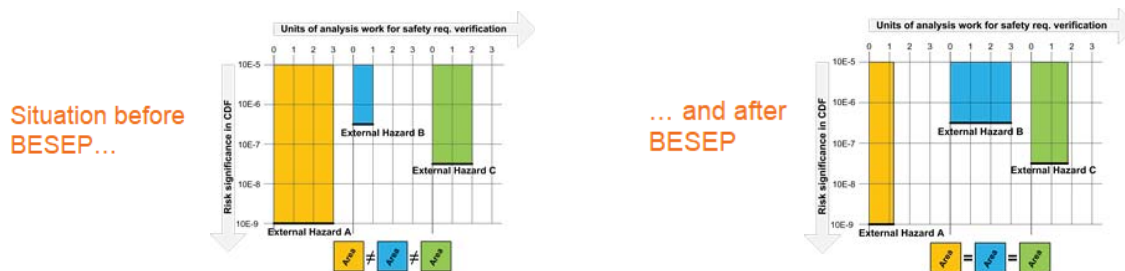 Situation before
BESEP…
Units of analysis work for safety req. verification
0 1 2 3 0 1 2 3 0 1 2 3
Risk significance in CDF
10E-5
10E-6
10E-7
10E-8
10E-9
External Hazard B
External Hazard C
External Hazard A
Area ≠ Area ≠ Area
… and after
BESEP
Units of analysis work for safety req. verification
0 1 2 3 0 1 2 3 0 1 2 3
Risk significance in CDF
10E-5
10E-6
10E-7
10E-8
10E-9
External Hazard B
External Hazard C
External Hazard A
Area = Area = Area